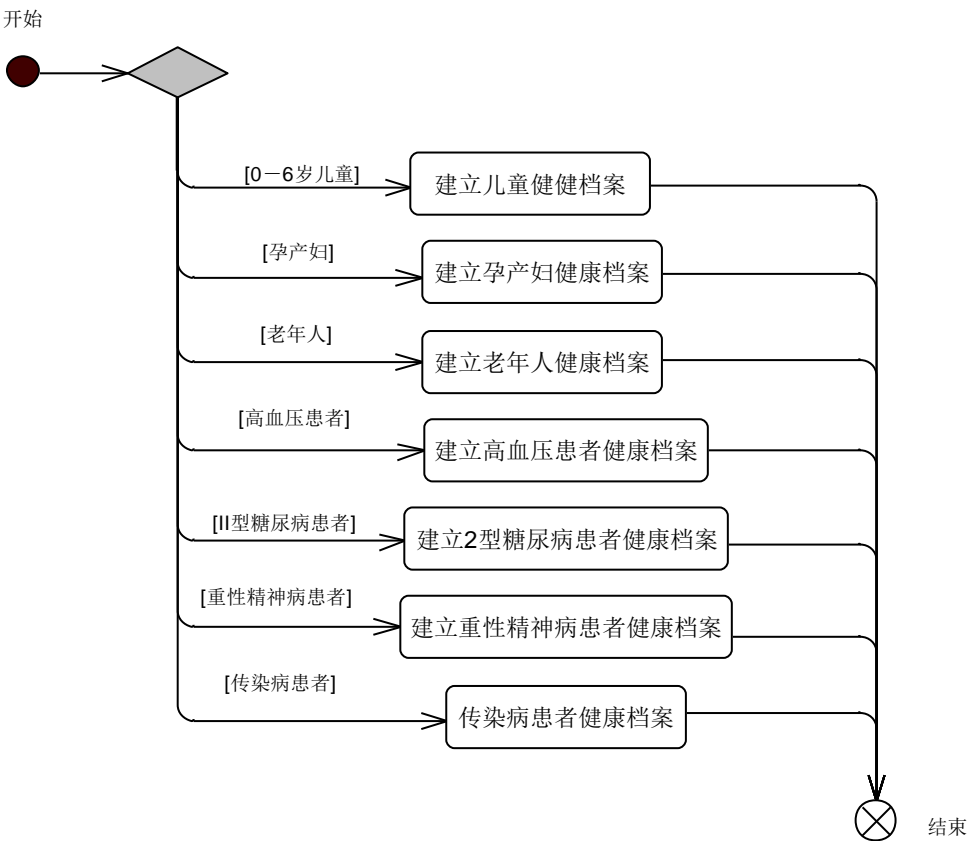 开始
[0－6岁儿童]
建立儿童健健档案
[孕产妇]
建立孕产妇健康档案
[老年人]
建立老年人健康档案
[高血压患者]
建立高血压患者健康档案
[II型糖尿病患者]
建立2型糖尿病患者健康档案
[重性精神病患者]
建立重性精神病患者健康档案
[传染病患者]
传染病患者健康档案
结束